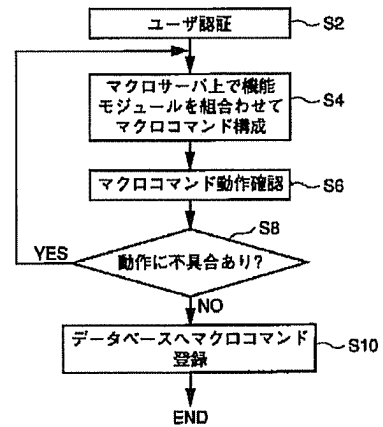 ユーザ認証
S2
マクロサーバ上で機能
モジュールを組合わせて
マクロコマンド構成
S4
マクロコマンド動作確認
S6
S8
動作に不具合あり?
YES
NO
データベースへマクロコマンド
登録
S10
END